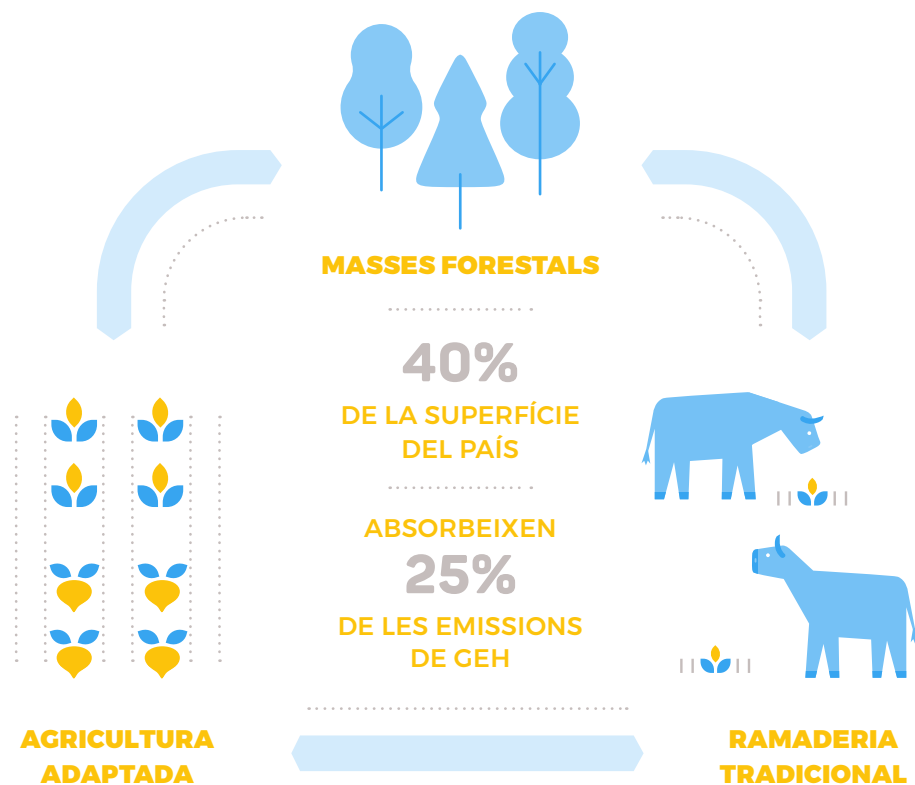 MASSES FORESTALS
40%
DE LA SUPERFÍCIE
DEL PAÍS
ABSORBEIXEN
25%
DE LES EMISSIONS
DE GEH
AGRICULTURA
ADAPTADA
RAMADERIA
TRADICIONAL